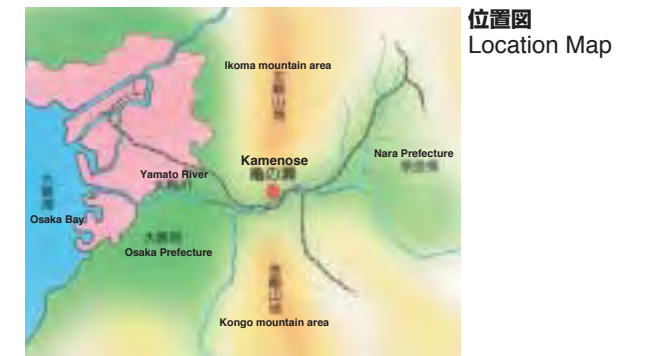 位置図
Location Map
Ikoma mountain area
Kamenose
亀の瀬
Nara Prefecture
Yamato River
Osaka Bay
大阪府
Osaka Prefecture
Kongo mountain area